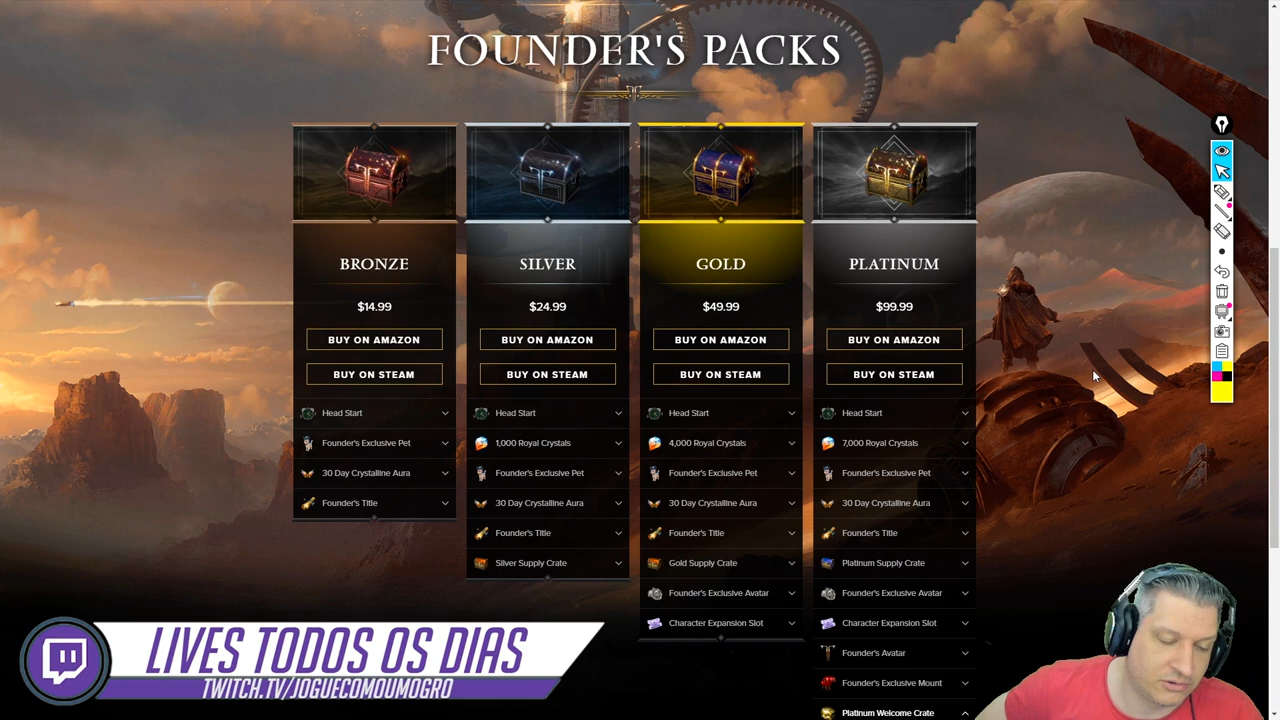 FOUNDER'S PACKS
BRONZE
$14.99
BUY ON AMAZON
BUY ON STEAM
Head Start
Founder's Exclusive Pet
30 Day Crystalline Aura
Founder's Title
SILVER
$24.99
BUY ON AMAZON
BUY ON STEAM
Head Start
1,000 Royal Crystals
Founder's Exclusive Pet
30 Day Crystalline Aura
Founder's Title
Silver Supply Crate
GOLD
$49.99
BUY ON AMAZON
BUY ON STEAM
Head Start
4,000 Royal Crystals
Founder's Exclusive Pet
30 Day Crystalline Aura
Founder's Title
Gold Supply Crate
Founder's Exclusive Avatar
Character Expansion Slot
PLATINUM
$99.99
BUY ON AMAZON
BUY ON STEAM
Head Start
7,000 Royal Crystals
Founder's Exclusive Pet
30 Day Crystalline Aura
Founder's Title
Platinum Supply Crate
Founder's Exclusive Avatar
Character Expansion Slot
Founder's Avatar
Founder's Exclusive Mount
Platinum Welcome Crate
LIVES TODOS OS DIAS
TWITCH.TV/JOGUECOMOUMOGRO